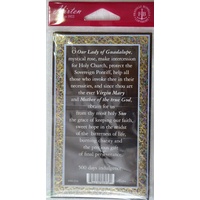 O Our Lady of Guadalupe,
mystical rose, make intercession
for Holy Church, protect the
Sovereign Pontiff, help all
those who invoke thee in their
necessities, and since thou art
the ever Virgin Mary
and Mother of the true God,
obtain for us
from thy most holy Son
the grace of keeping our faith,
sweet hope in the midst
of the bitterness of life,
burning charity and
the precious gift
of final perseverance.
500 days indulgence